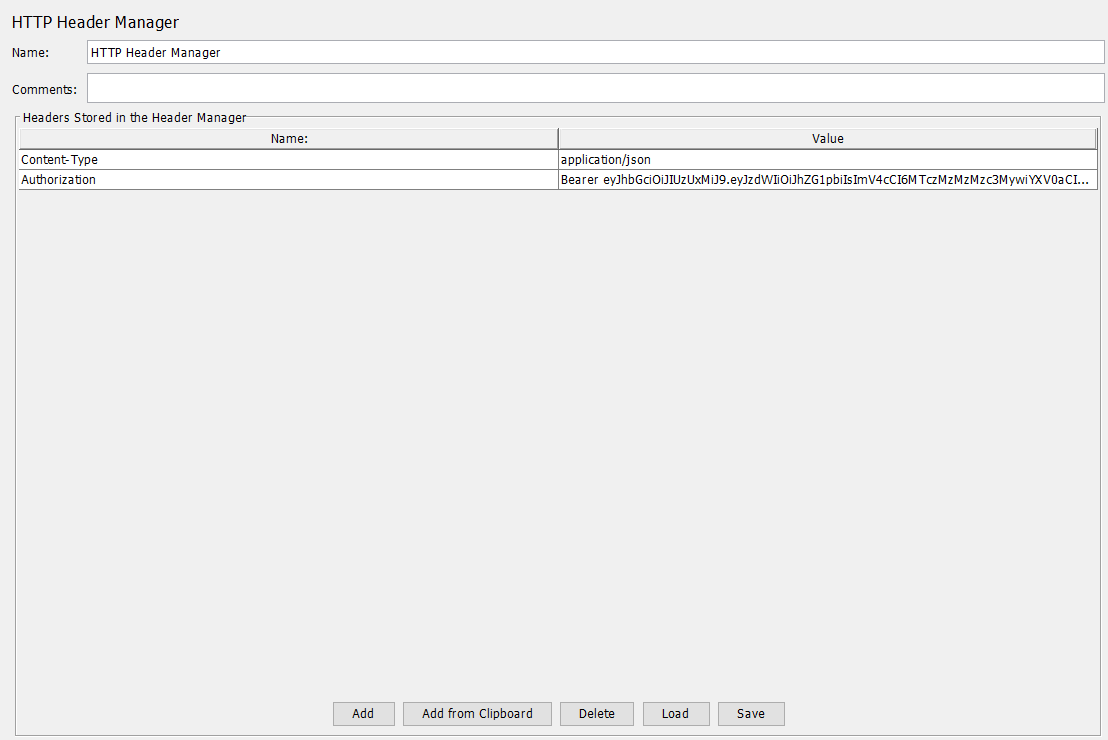 HTTP Header Manager
Name: HTTP Header Manager
Comments:
Headers Stored in the Header Manager
Name: Value
Content-Type application/json
Authorization Bearer eyJhbGciOiJIUzUxMiJ9.eyJzdWIiOiJhZG1pbiIsImV4cCI6MTczMzMzMzc3MywiYXV0aCI...
Add Add from Clipboard Delete Load Save